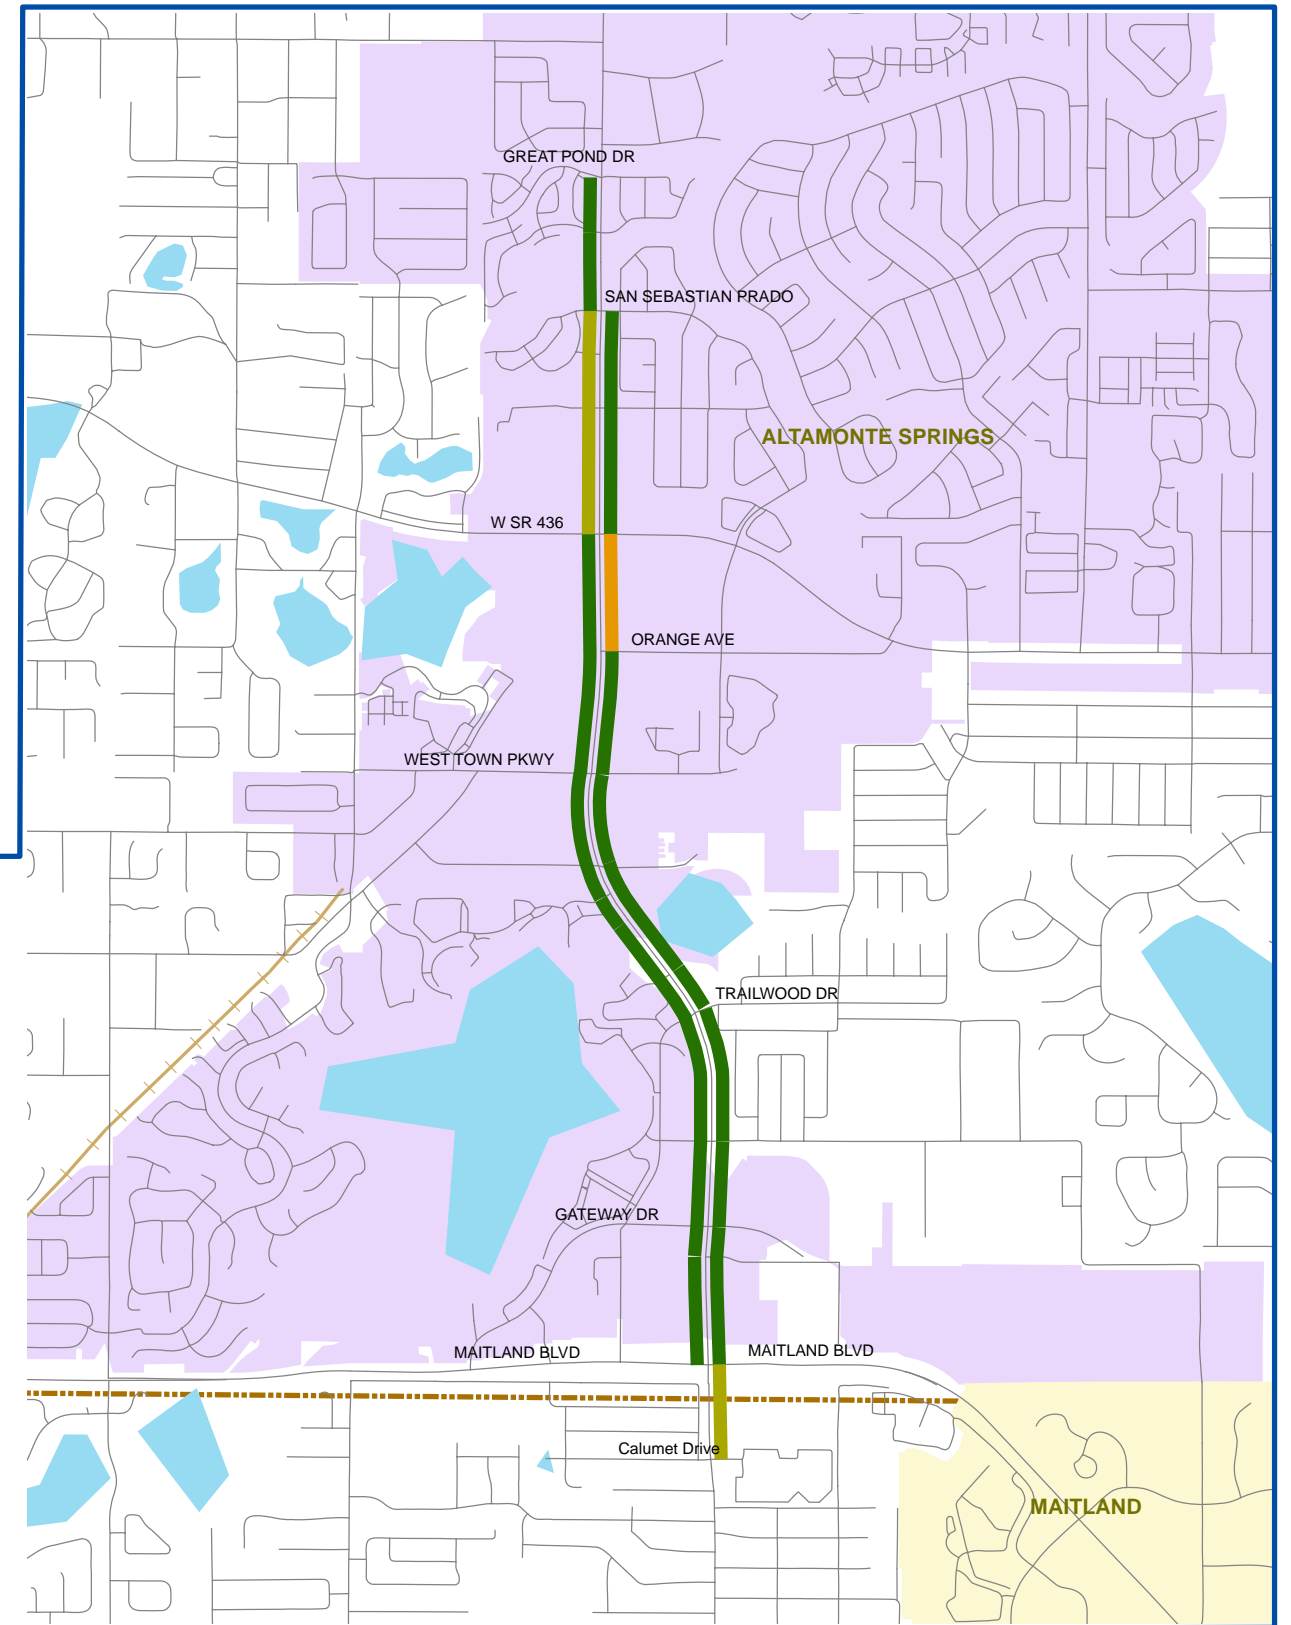 GREAT POND DR
SAN SEBASTIAN PRADO
ALTAMONTE SPRINGS
W SR 436
ORANGE AVE
WEST TOWN PKWY
TRAILWOOD DR
GATEWAY DR
MAITLAND BLVD
MAITLAND BLVD
Calumet Drive
MAITLAND